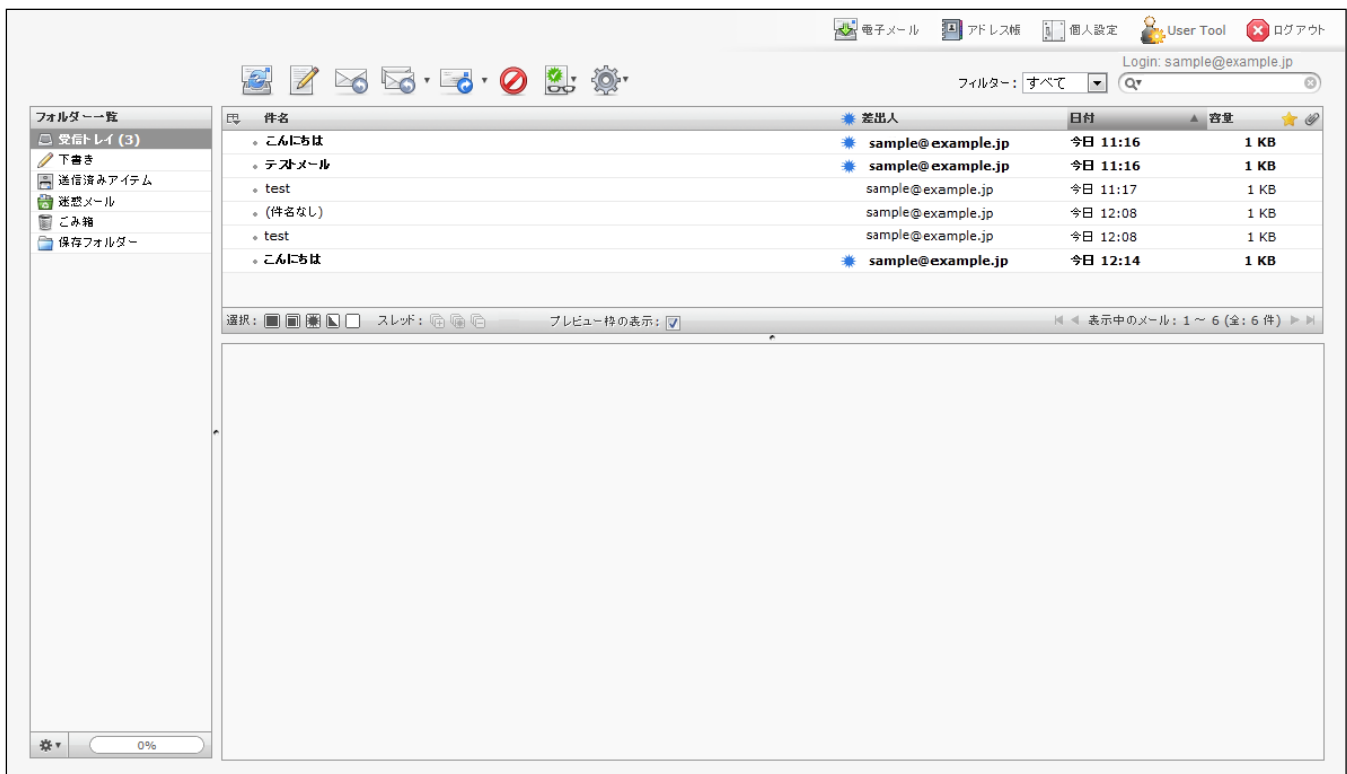 電子メール アドレス帳 個人設定 User Tool ログアウト
Login: sample@example.jp
フィルター: すべて
フォルダー一覧
受信トレイ (3)
下書き
送信済みアイテム
迷惑メール
ごみ箱
保存フォルダー
件名 差出人 日付 容量
こんにちは sample@example.jp 今日 11:16 1 KB
テストメール sample@example.jp 今日 11:16 1 KB
test sample@example.jp 今日 11:17 1 KB
(件名なし) sample@example.jp 今日 12:08 1 KB
test sample@example.jp 今日 12:08 1 KB
こんにちは sample@example.jp 今日 12:14 1 KB
選択: スレッド: プレビュー枠の表示: 表示中のメール: 1 ～ 6 (全: 6 件)
0%